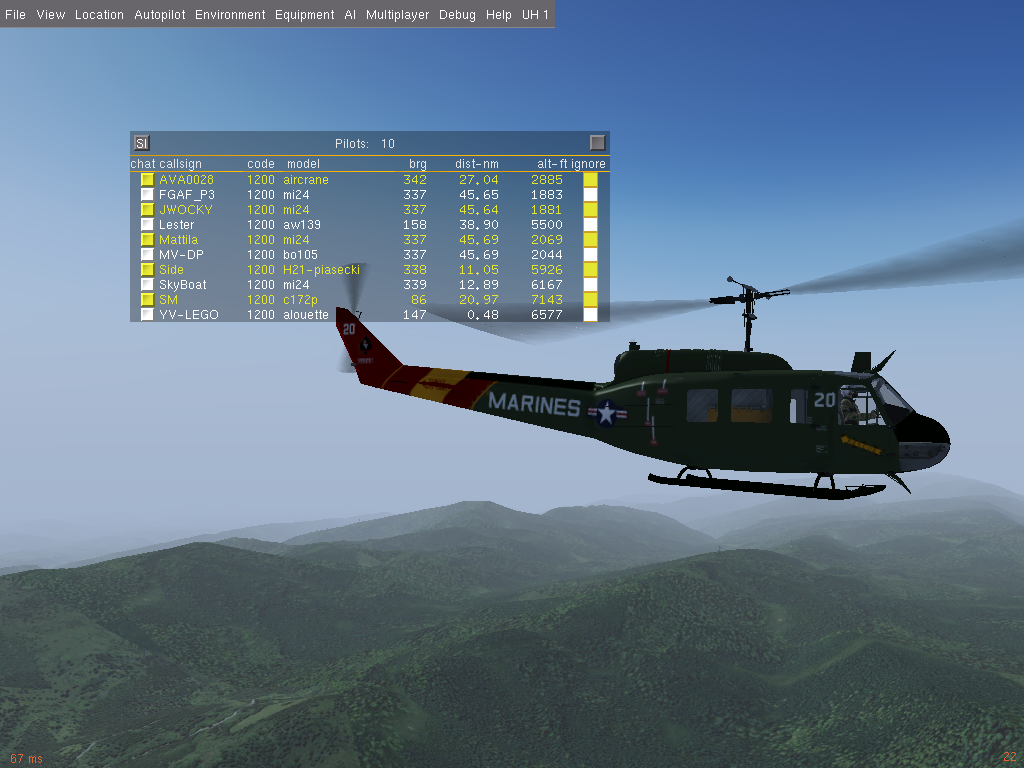 File View Location Autopilot Environment Equipment AI Multiplayer Debug Help UH 1
SI Pilots: 10
chat callsign code model brg dist-nm alt-ft ignore
AVA0028 1200 aircrane 342 27.04 2885
FGAF_P3 1200 mi24 337 45.65 1883
JWOCKY 1200 mi24 337 45.64 1881
Lester 1200 aw139 158 38.90 5500
Mattila 1200 mi24 337 45.69 2069
MV-DP 1200 bo105 337 45.69 2044
Side 1200 H21-piasecki 338 11.05 5926
SkyBoat 1200 mi24 339 12.89 6167
SM 1200 c172p 86 20.97 7143
YV-LEGO 1200 alouette 147 0.48 6577
20
MARINES
20
67 ms
22